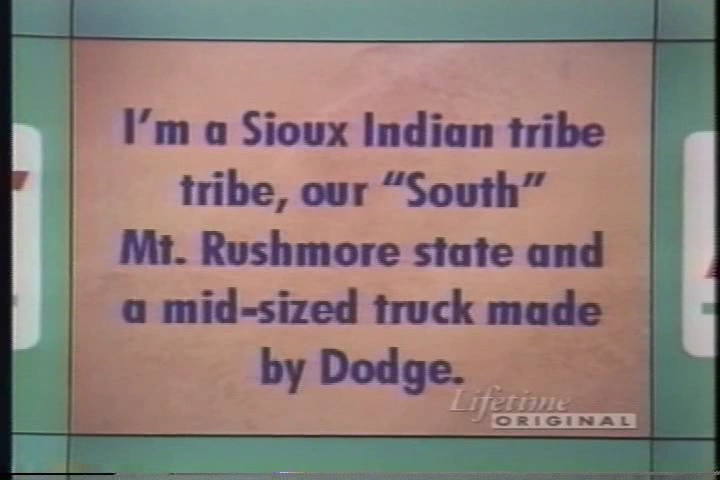 I'm a Sioux Indian tribe
tribe, our "South"
Mt. Rushmore state and
a mid-sized truck made
by Dodge.
Lifetime
ORIGINAL